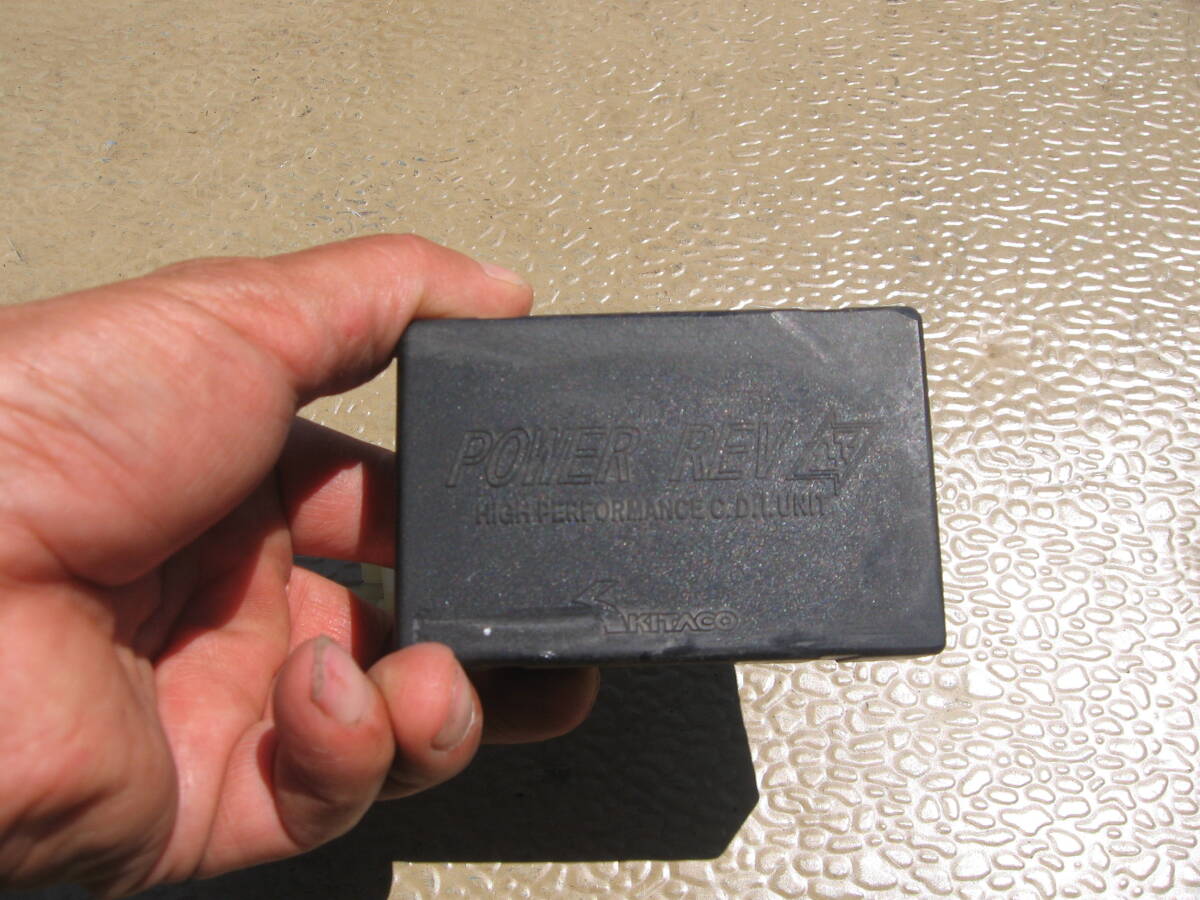 POWER REV
HIGH PERFORMANCE C.D.I.UNIT
KITACO